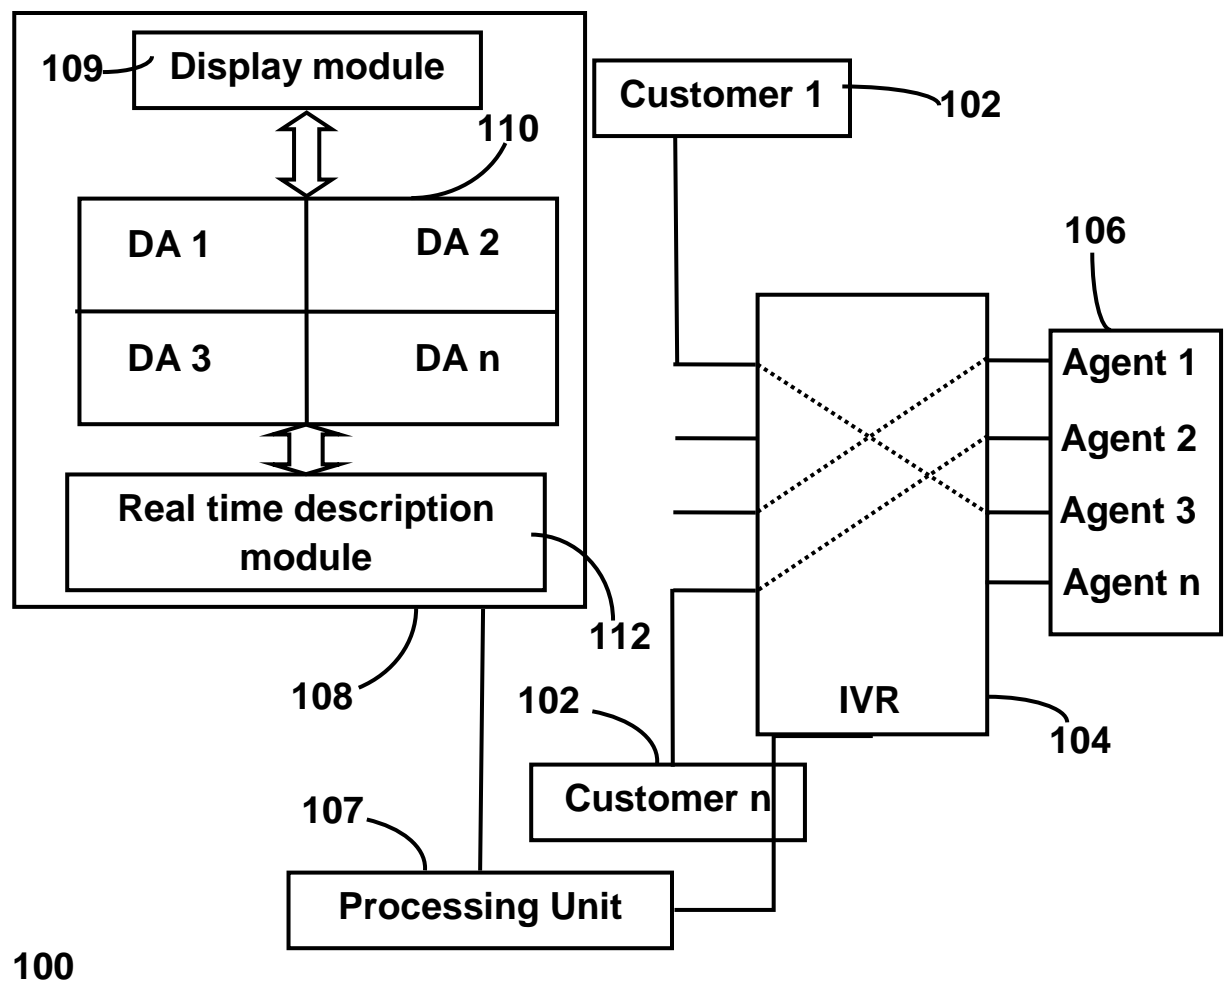 109
Display module
Customer 1
102
110
DA 1
DA 2
106
DA 3
DA n
Agent 1
Agent 2
Agent 3
Agent n
Real time description
module
112
108
102
IVR
104
Customer n
107
Processing Unit
100